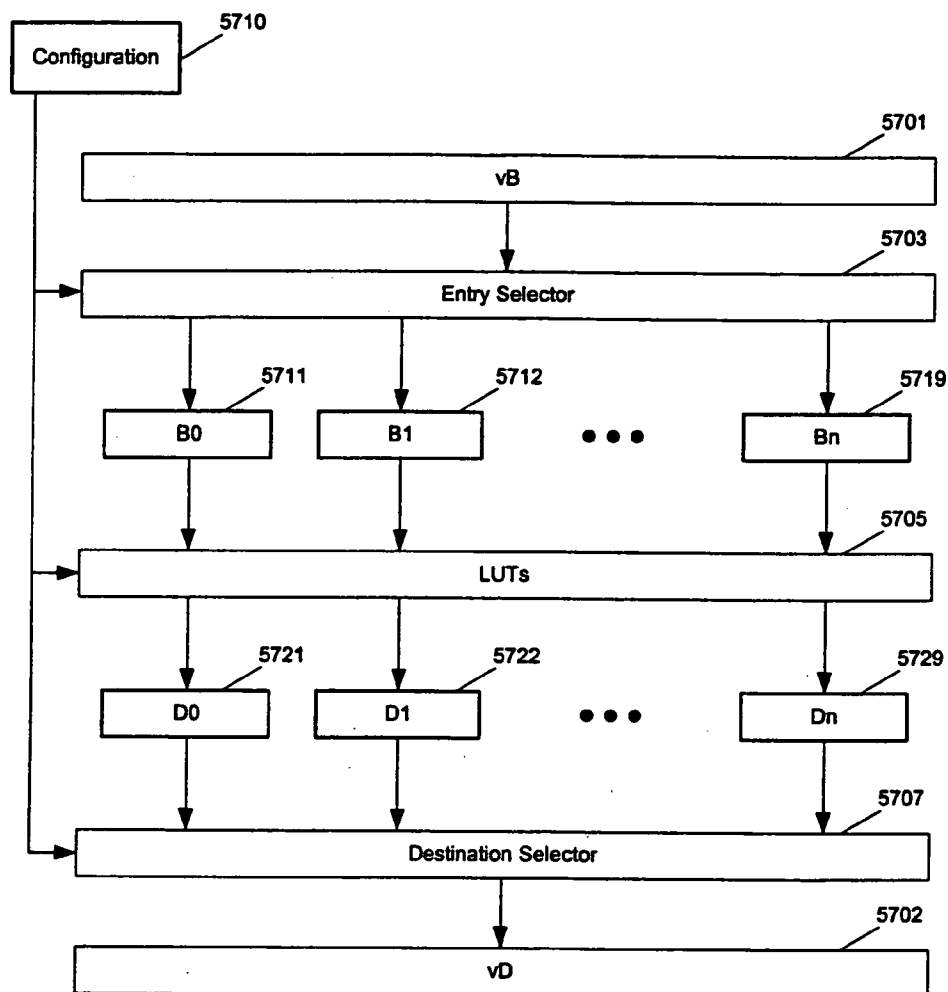 5710
Configuration
5701
vB
5703
Entry Selector
5711 5712 5719
B0 B1 Bn
5705
LUTs
5721 5722 5729
D0 D1 Dn
5707
Destination Selector
5702
vD